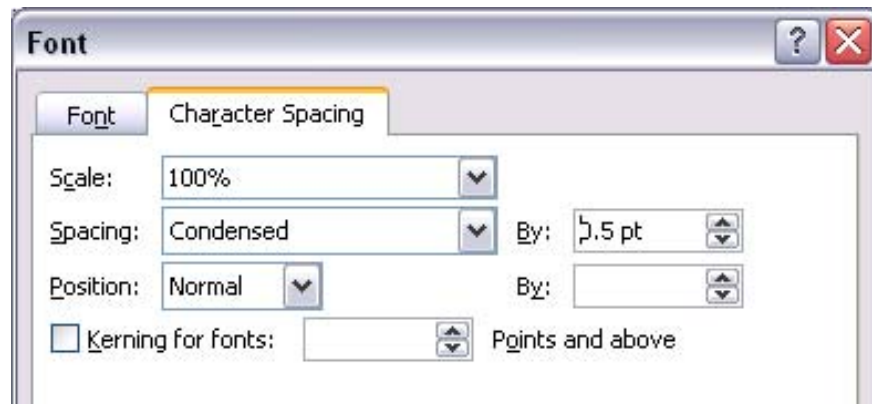 Font
Font Character Spacing
Scale: 100%
Spacing: Condensed By: 0.5 pt
Position: Normal By:
Kerning for fonts: Points and above